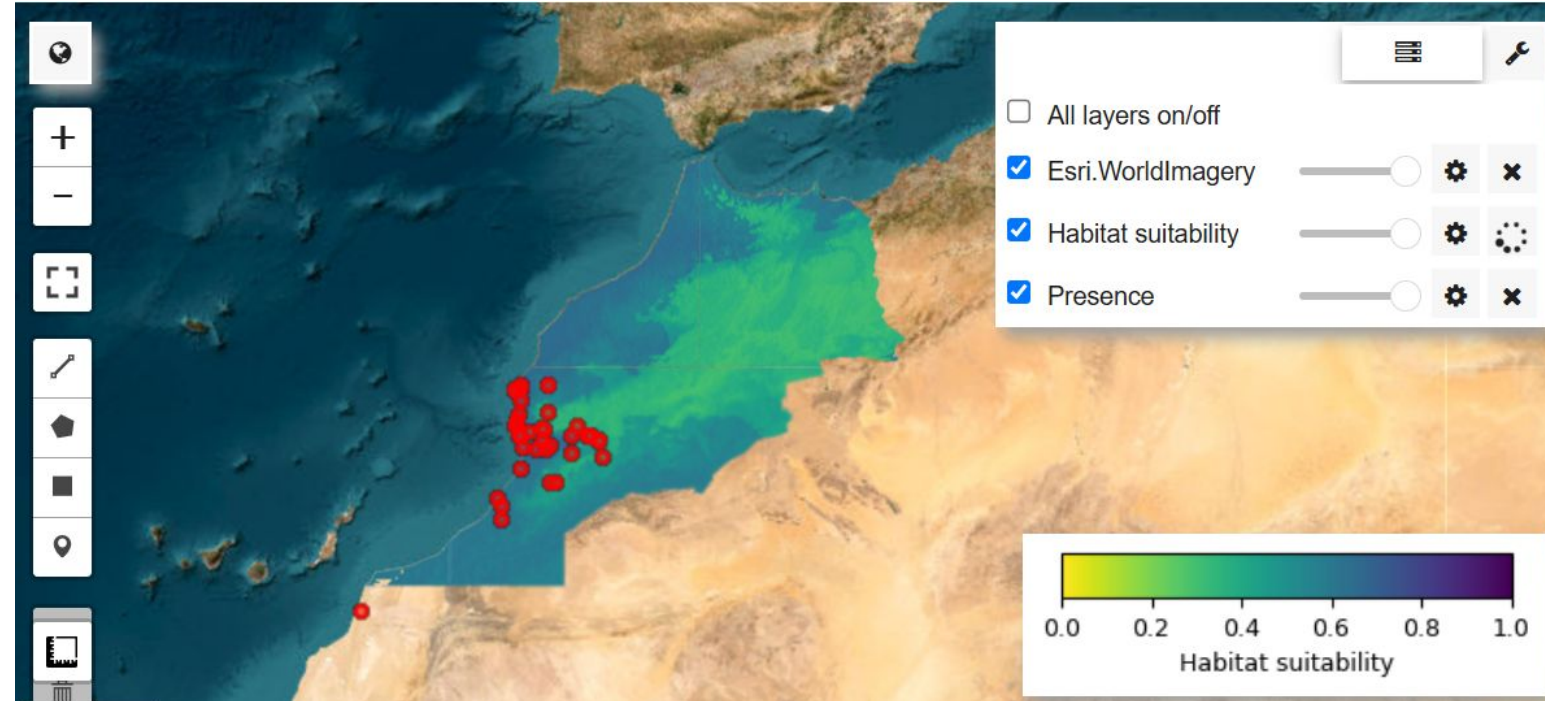 All layers on/off
Esri.WorldImagery
Habitat suitability
Presence
0.0 0.2 0.4 0.6 0.8 1.0
Habitat suitability